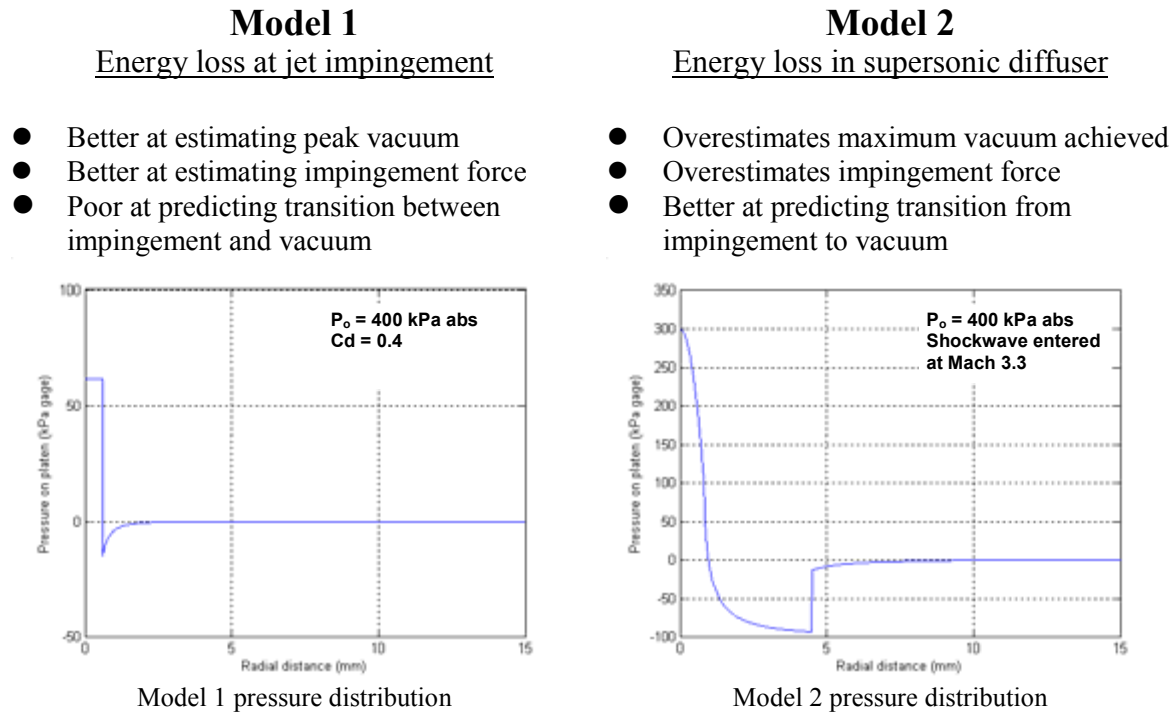 Model 1
Energy loss at jet impingement
● Better at estimating peak vacuum
● Better at estimating impingement force
● Poor at predicting transition between
impingement and vacuum
100
50
0
-50
Pressure on platen (kPa gage)
Pₒ = 400 kPa abs
Cd = 0.4
0 5 10 15
Radial distance (mm)
Model 1 pressure distribution
Model 2
Energy loss in supersonic diffuser
● Overestimates maximum vacuum achieved
● Overestimates impingement force
● Better at predicting transition from
impingement to vacuum
350
300
250
200
150
100
50
0
-50
-100
Pressure on platen (kPa gage)
Pₒ = 400 kPa abs
Shockwave entered
at Mach 3.3
0 5 10 15
Radial distance (mm)
Model 2 pressure distribution